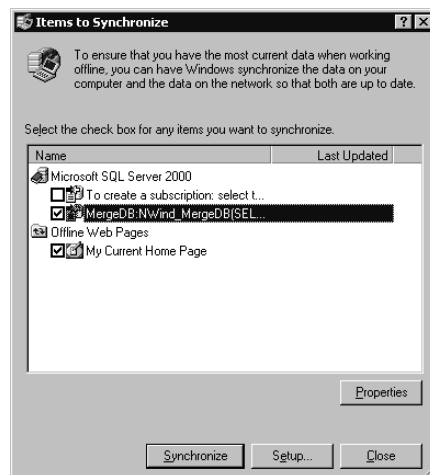 Items to Synchronize
To ensure that you have the most current data when working
offline, you can have Windows synchronize the data on your
computer and the data on the network so that both are up to date.
Select the check box for any items you want to synchronize.
Name Last Updated
Microsoft SQL Server 2000
To create a subscription: select t...
MergeDB:NWind_MergeDB(SEL...
Offline Web Pages
My Current Home Page
Properties
Synchronize Setup... Close